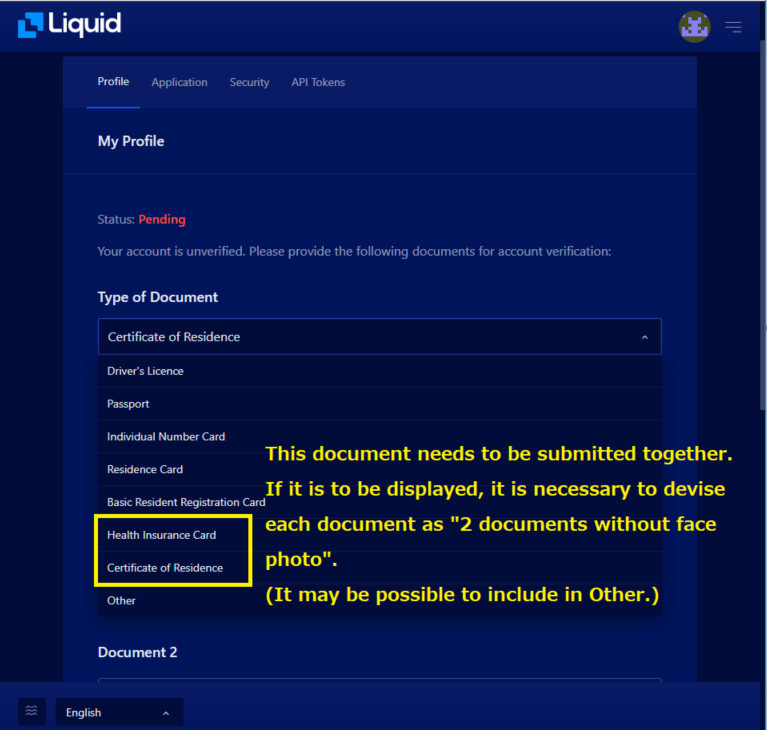 Liquid
Profile Application Security API Tokens
My Profile
Status: Pending
Your account is unverified. Please provide the following documents for account verification:
Type of Document
Certificate of Residence
Driver's Licence
Passport
Individual Number Card
Residence Card
Basic Resident Registration Card
Health Insurance Card
Certificate of Residence
Other
This document needs to be submitted together.
If it is to be displayed, it is necessary to devise
each document as "2 documents without face
photo".
(It may be possible to include in Other.)
Document 2
English